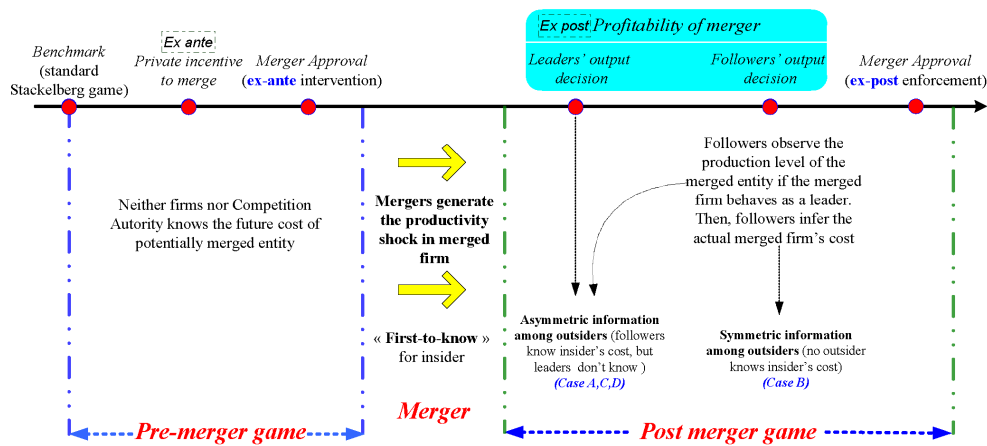 Benchmark
(standard
Stackelberg game)
Ex ante
Private incentive
to merge
Merger Approval
(ex-ante intervention)
Ex post Profitability of merger
Leaders' output
decision
Followers' output
decision
Merger Approval
(ex-post enforcement)
Neither firms nor Competition
Autority knows the future cost of
potentially merged entity
Mergers generate
the productivity
shock in merged
firm
« First-to-know »
for insider
Followers observe the
production level of the
merged entity if the merged
firm behaves as a leader.
Then, followers infer the
actual merged firm's cost
Asymmetric information
among outsiders (followers
know insider's cost, but
leaders don't know )
(Case A,C,D)
Symmetric information
among outsiders (no outsider
knows insider's cost)
(Case B)
Pre-merger game
Merger
Post merger game